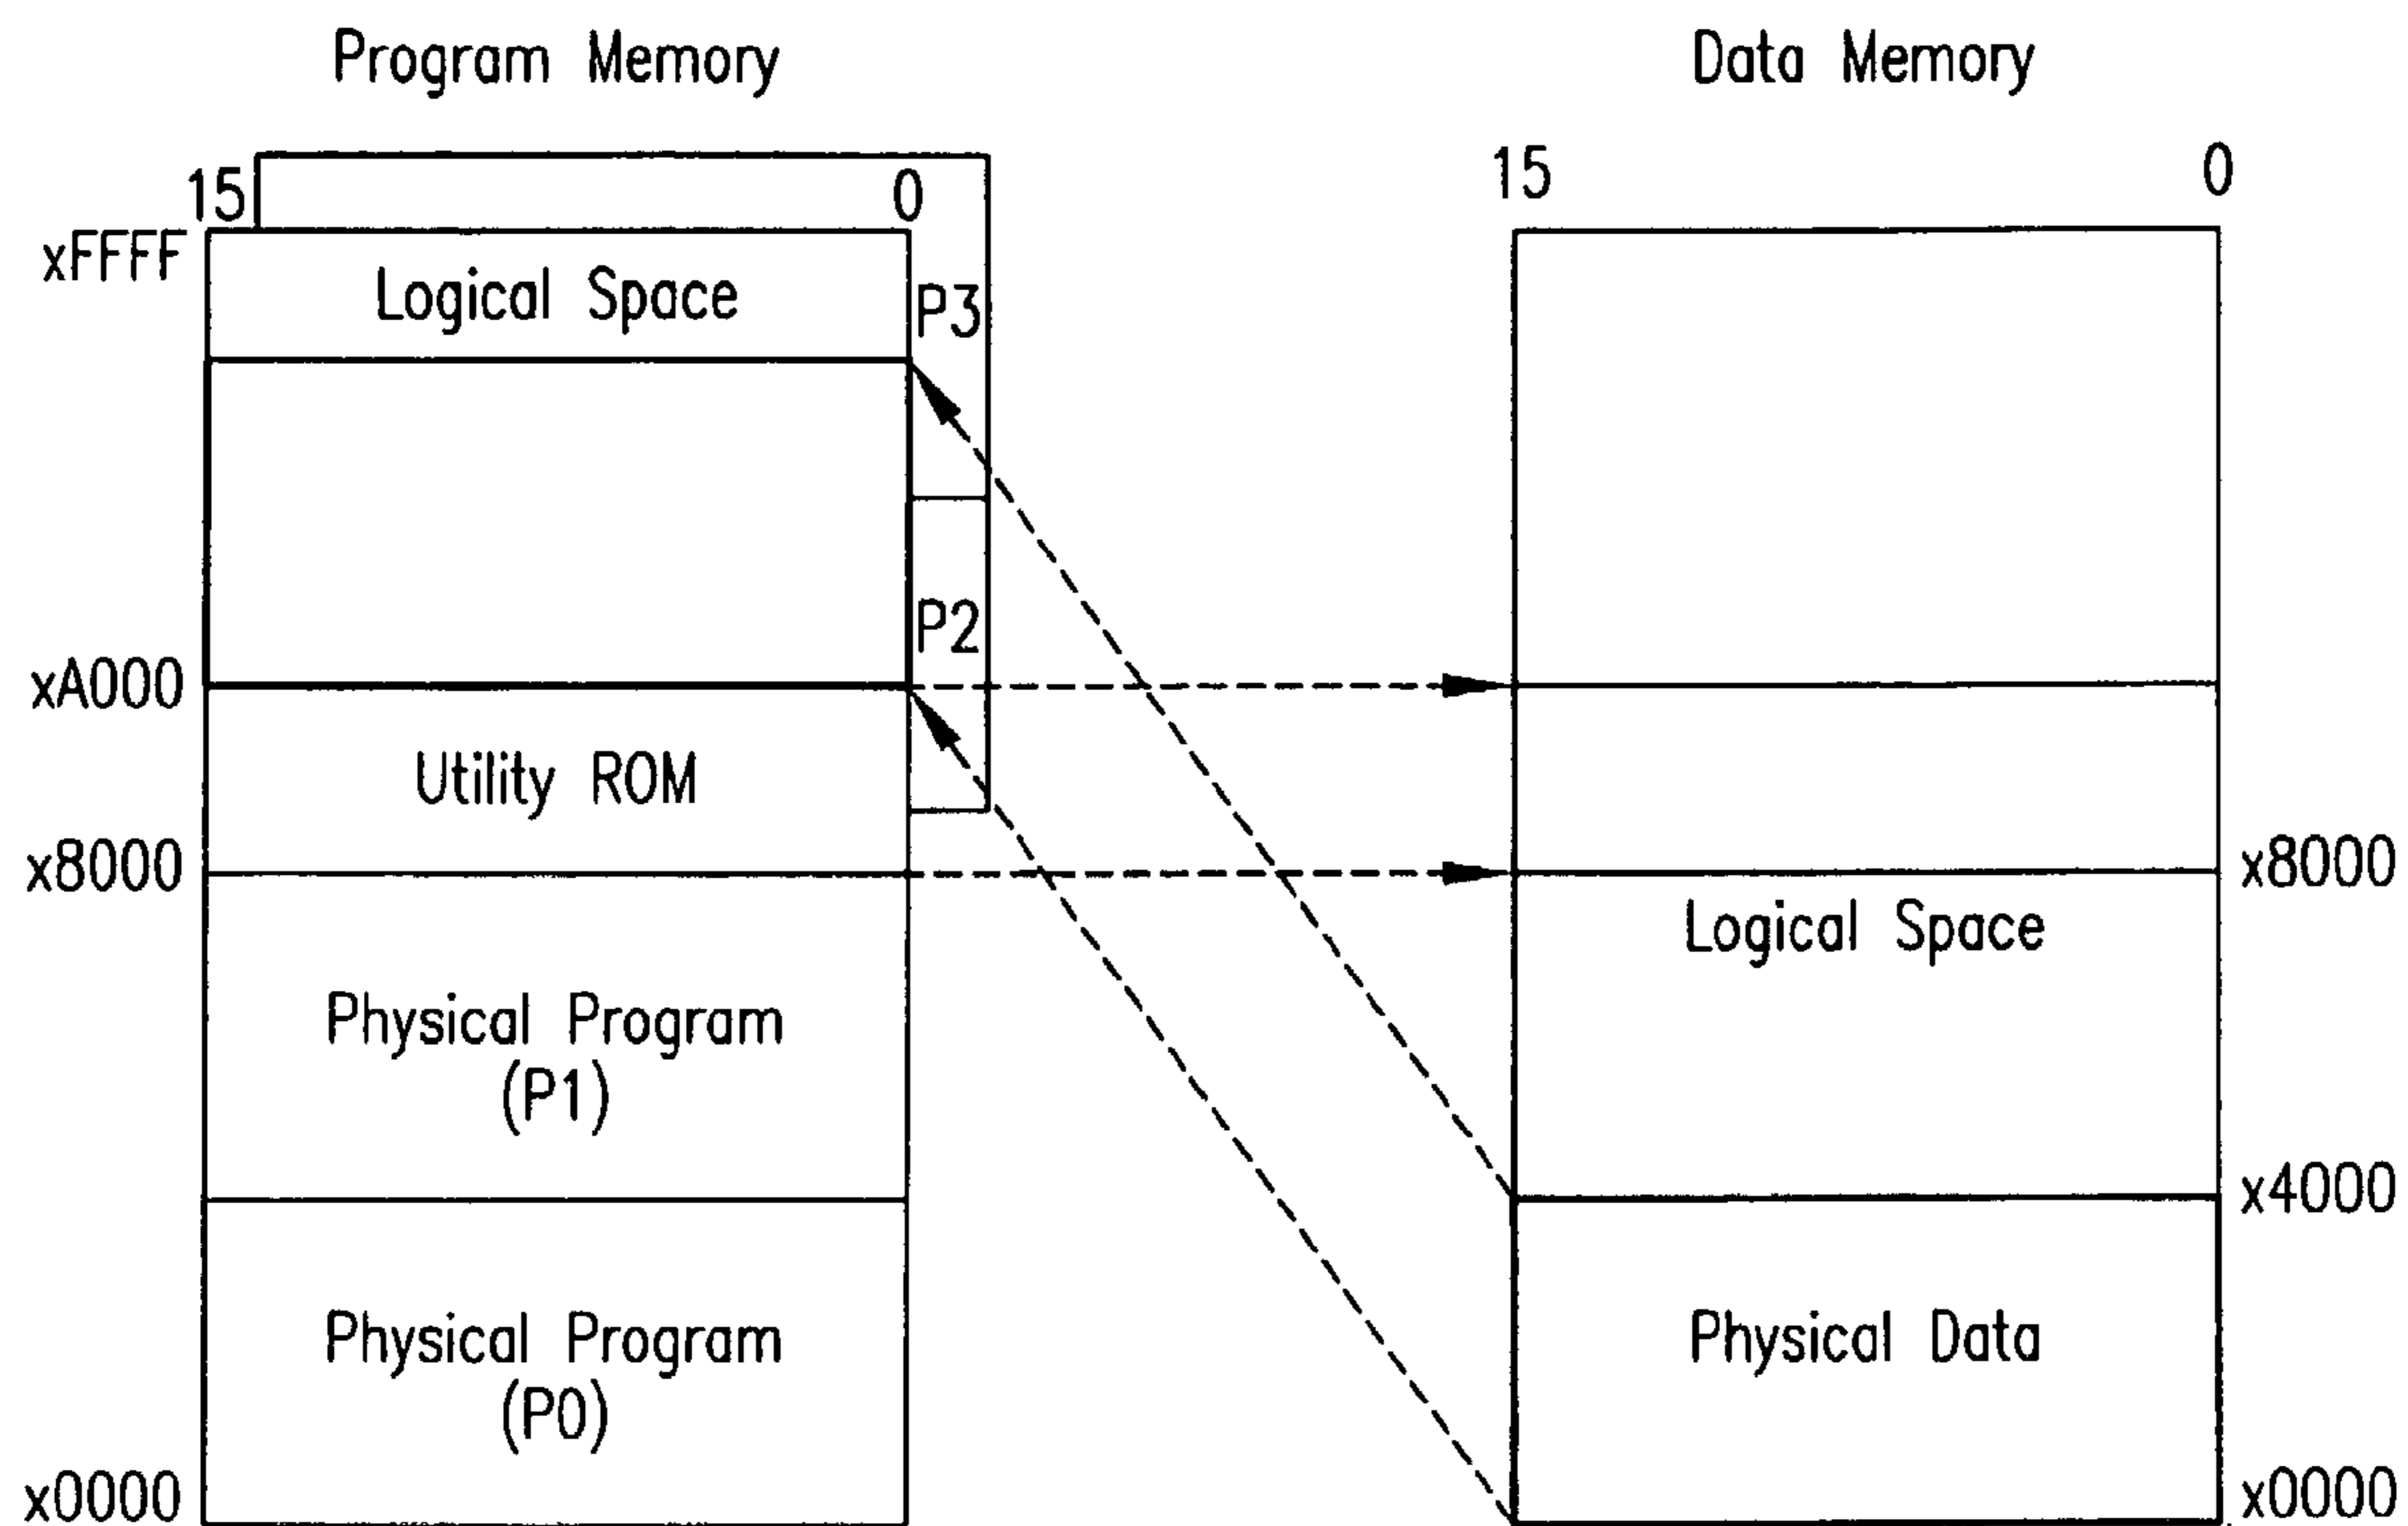 Program Memory
15
0
xFFFF
Logical Space
P3
P2
xA000
Utility ROM
x8000
Physical Program
(P1)
Physical Program
(P0)
x0000
Data Memory
15
0
x8000
Logical Space
x4000
Physical Data
x0000